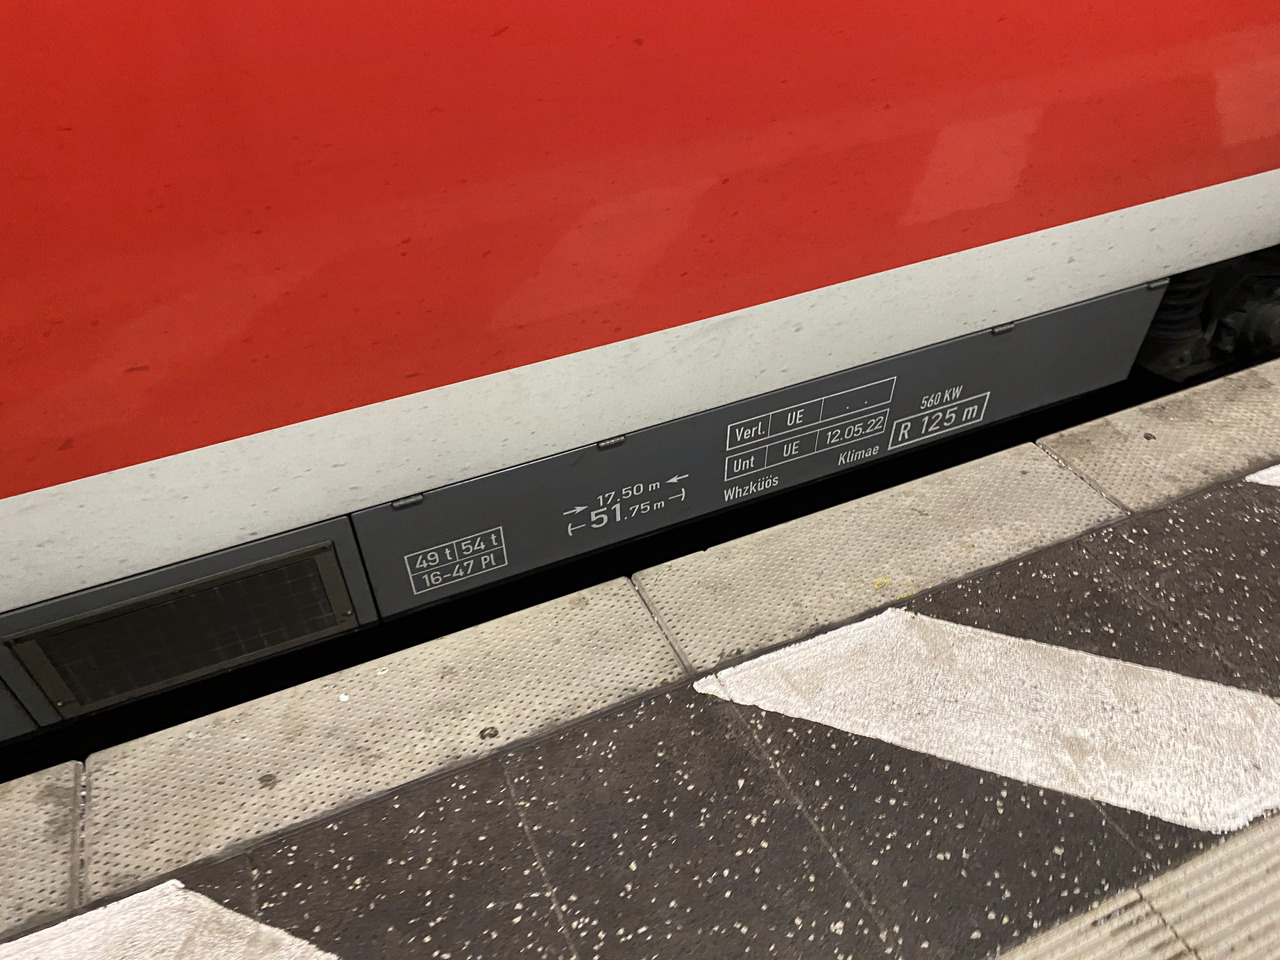 49 t 54 t
16-47 Pl
17.50 m
51.75 m
Verl. UE . .
Unt UE 12.05.22
Whzküös Klimae
560 KW
R 125 m